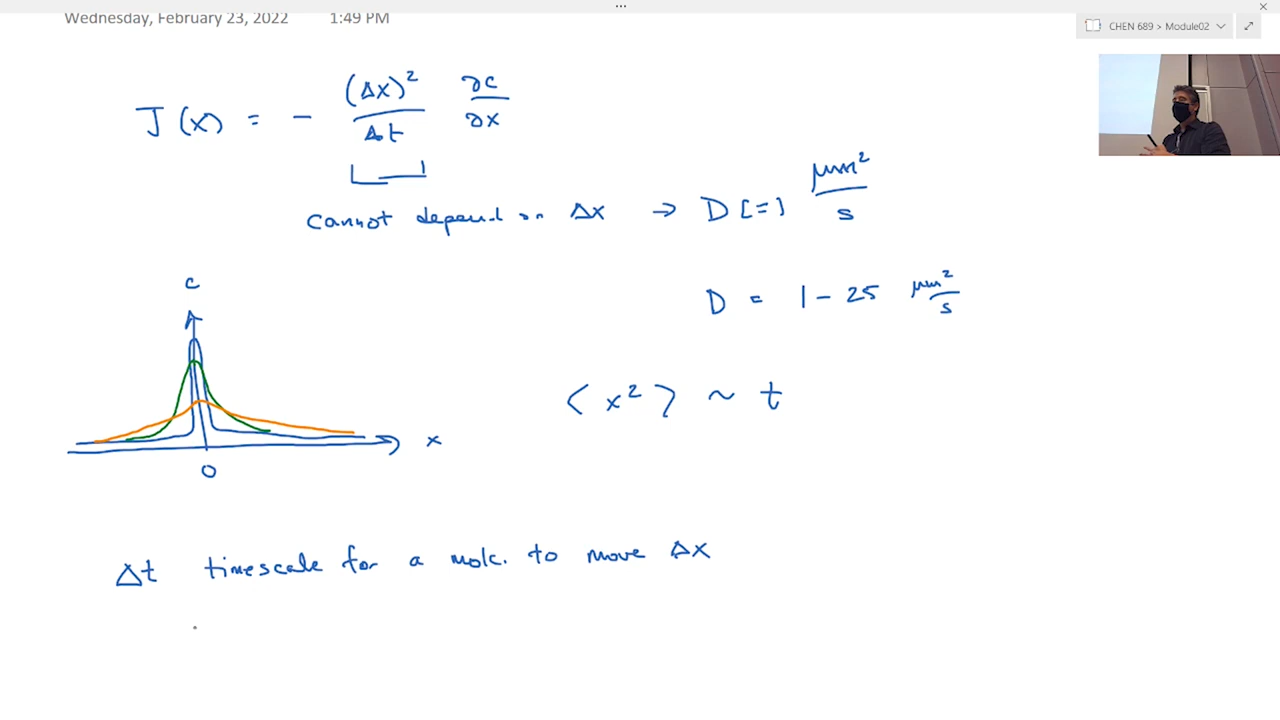 Wednesday, February 23, 2022 1:49 PM
CHEN 689 > Module02
J (x) = - (Δx)² / Δt ∂c / ∂x
cannot depend on Δx → D [=] μm² / s
c
D = 1 - 25 μm² / s
⟨x²⟩ ~ t
x
0
Δt timescale for a molc. to move Δx